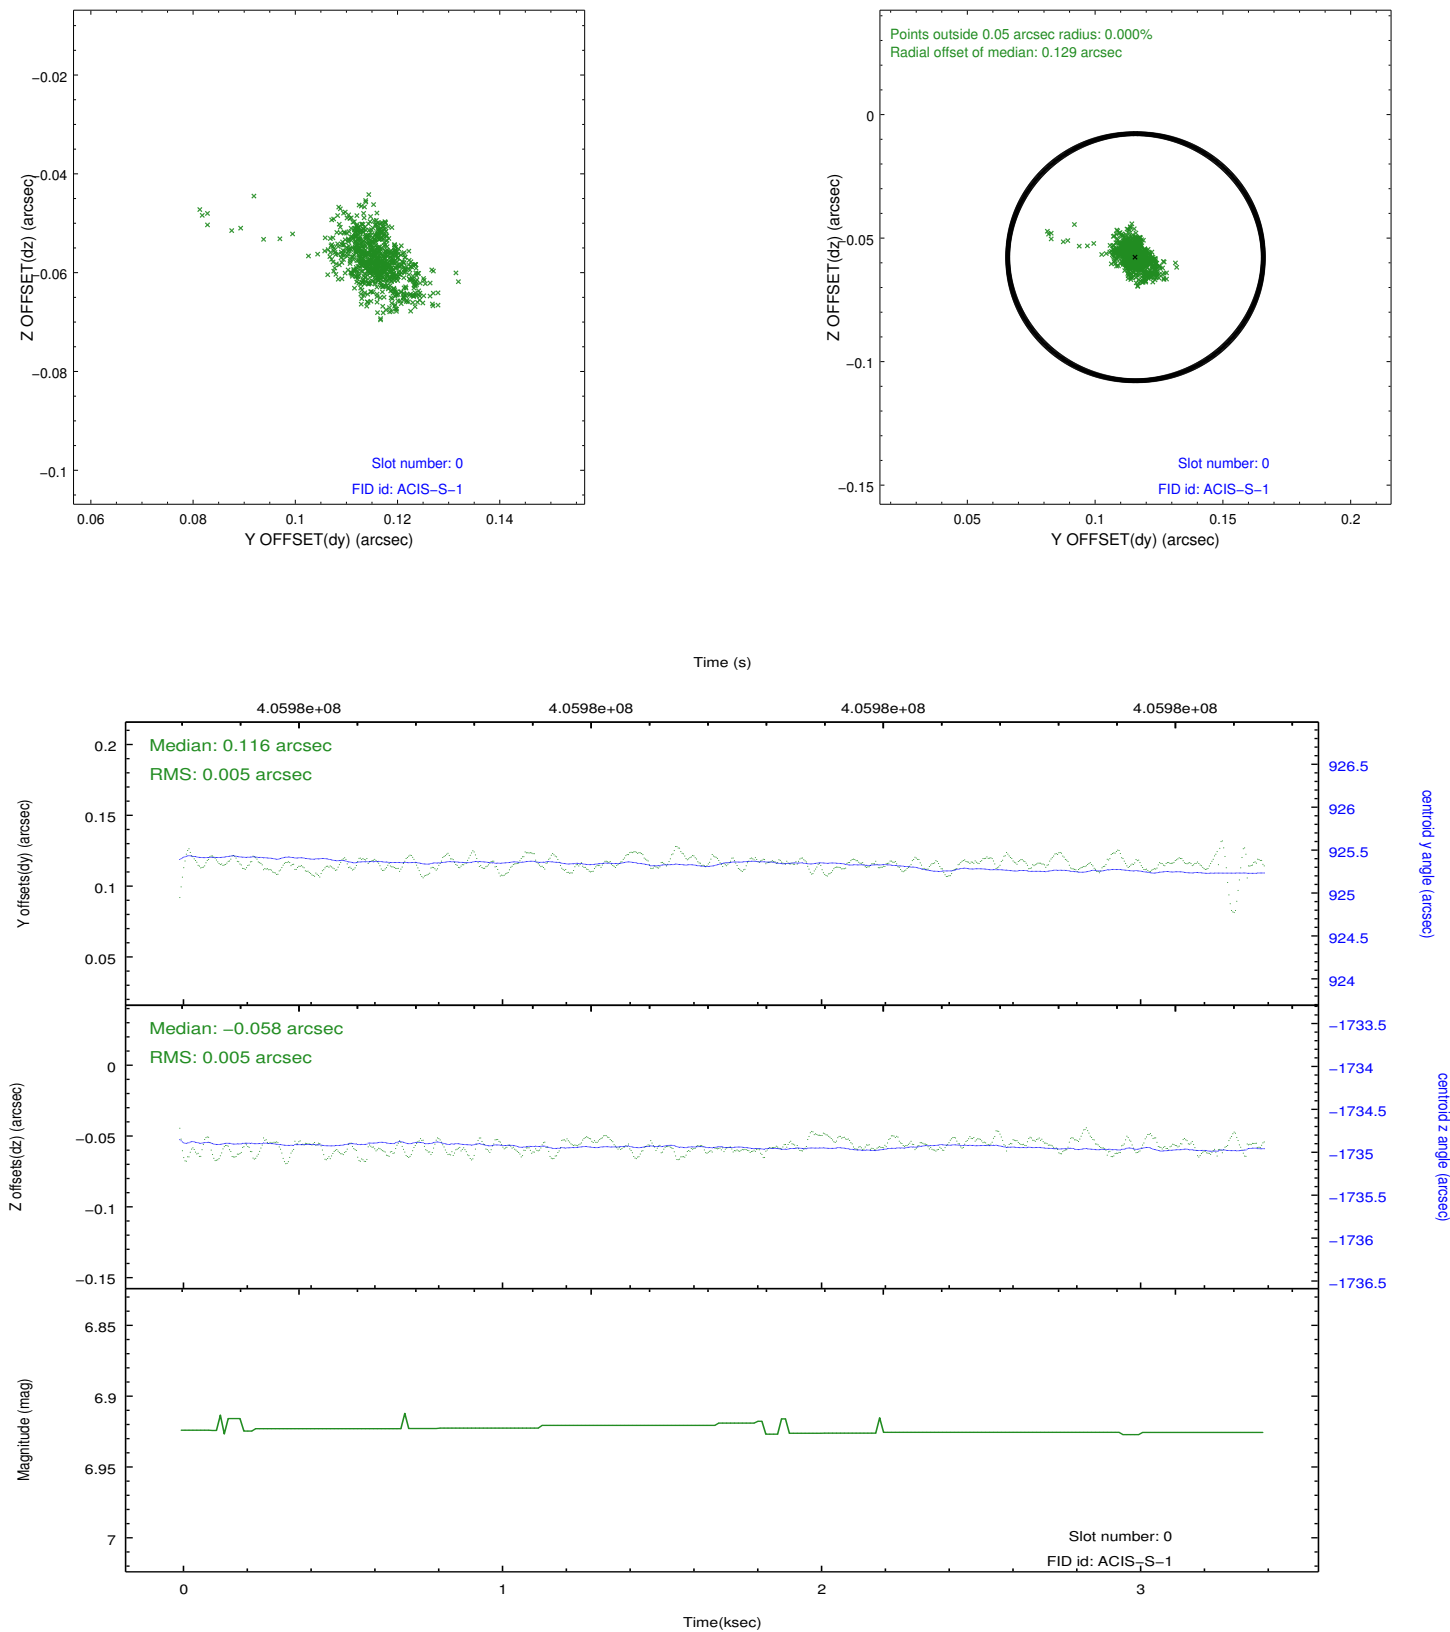 Z OFFSET(dz) (arcsec)
−0.02
−0.04
−0.06
−0.08
−0.1
Slot number: 0
FID id: ACIS−S−1
0.06 0.08 0.1 0.12 0.14
Y OFFSET(dy) (arcsec)
Points outside 0.05 arcsec radius: 0.000%
Radial offset of median: 0.129 arcsec
Z OFFSET(dz) (arcsec)
0
−0.05
−0.1
−0.15
Slot number: 0
FID id: ACIS−S−1
0.05 0.1 0.15 0.2
Y OFFSET(dy) (arcsec)
Time (s)
4.0598e+08 4.0598e+08 4.0598e+08 4.0598e+08
Median: 0.116 arcsec
RMS: 0.005 arcsec
Y offsets(dy) (arcsec)
0.2
0.15
0.1
0.05
926.5
926
925.5
925
924.5
924
centroid y angle (arcsec)
Median: −0.058 arcsec
RMS: 0.005 arcsec
Z offsets(dz) (arcsec)
0
−0.05
−0.1
−0.15
−1733.5
−1734
−1734.5
−1735
−1735.5
−1736
−1736.5
centroid z angle (arcsec)
Magnitude (mag)
6.85
6.9
6.95
7
Slot number: 0
FID id: ACIS−S−1
0 1 2 3
Time(ksec)